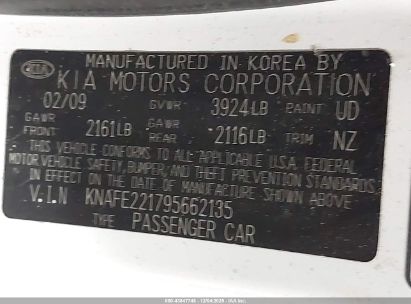 MANUFACTURED IN KOREA BY
KIA KIA MOTORS CORPORATION
02/09 GVWR 3924LB PAINT UD
GAWR FRONT 2161LB GAWR REAR 2116LB TRIM NZ
THIS VEHICLE CONFORMS TO ALL APPLICABLE U.S.A. FEDERAL
MOTOR VEHICLE SAFETY, BUMPER, AND THEFT PREVENTION STANDARDS
IN EFFECT ON THE DATE OF MANUFACTURE SHOWN ABOVE
V.I.N KNAFE221795662135
TYPE PASSENGER CAR